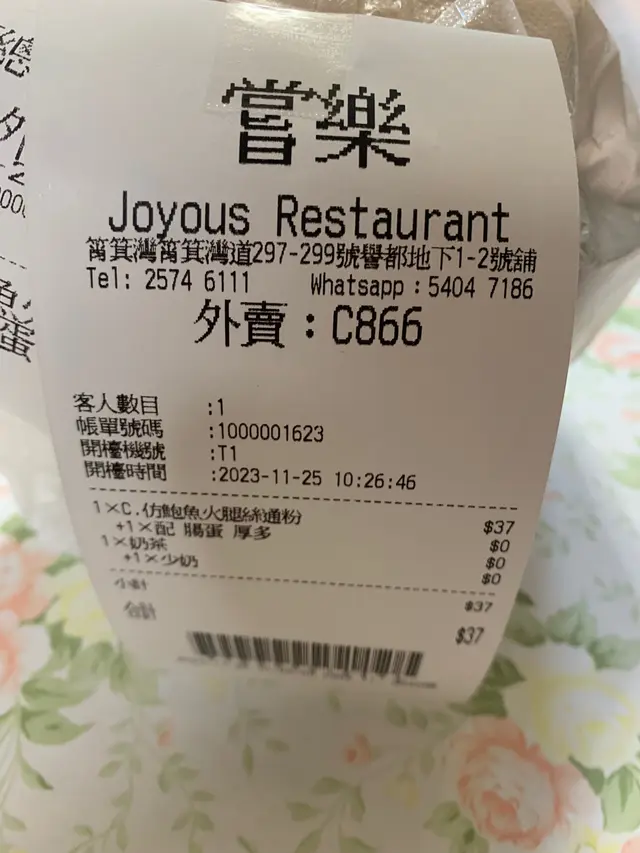 總
嘗樂
Joyous Restaurant
筲箕灣筲箕灣道297-299號譽都地下1-2號舖
Tel: 2574 6111 Whatsapp：5404 7186
外賣：C866
客人數目 :1
帳單號碼 :1000001623
開檯機號 :T1
開檯時間 :2023-11-25 10:26:46
1×C.仿鮑魚火腿絲通粉 $37
+1×配 腸蛋 厚多 $0
1×奶茶 $0
+1×少奶 $0
小計 $37
合計 $37
蛋